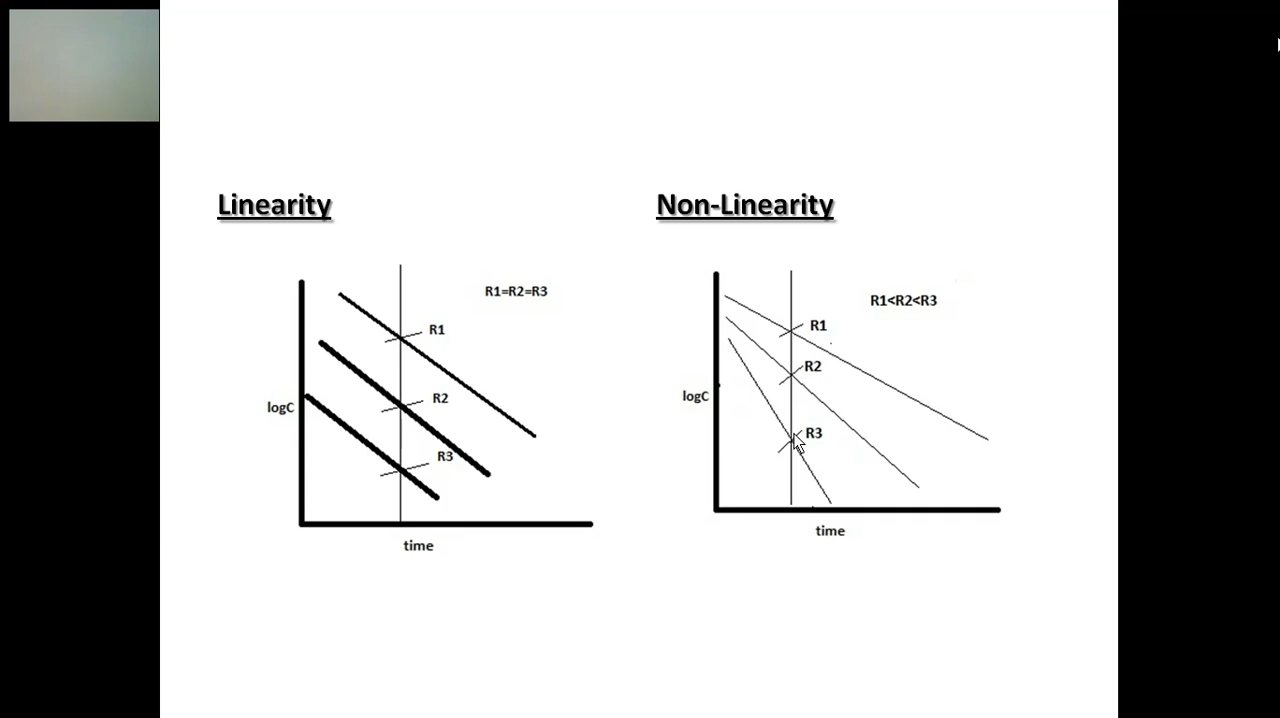 Linearity
R1=R2=R3
R1
R2
R3
logC
time
Non-Linearity
R1<R2<R3
R1
R2
R3
logC
time